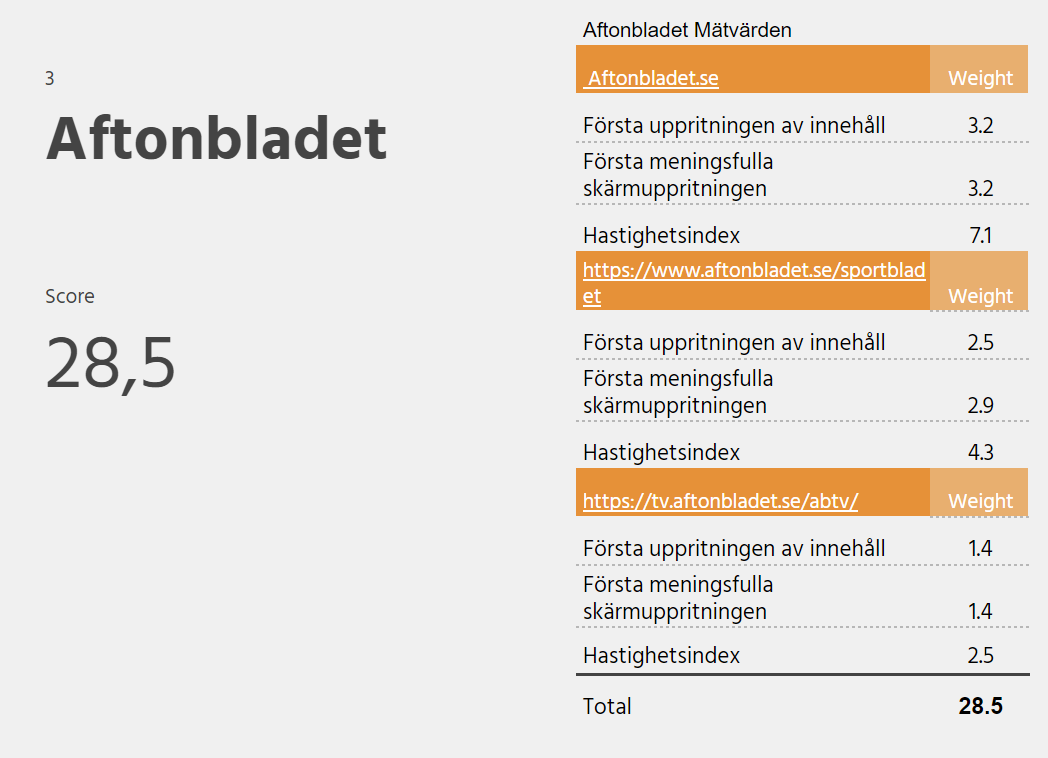 3
Aftonbladet
Score
28,5
Aftonbladet Mätvärden
Aftonbladet.se Weight
Första uppritningen av innehåll 3.2
Första meningsfulla
skärmuppritningen 3.2
Hastighetsindex 7.1
https://www.aftonbladet.se/sportblad
et Weight
Första uppritningen av innehåll 2.5
Första meningsfulla
skärmuppritningen 2.9
Hastighetsindex 4.3
https://tv.aftonbladet.se/abtv/ Weight
Första uppritningen av innehåll 1.4
Första meningsfulla
skärmuppritningen 1.4
Hastighetsindex 2.5
Total 28.5